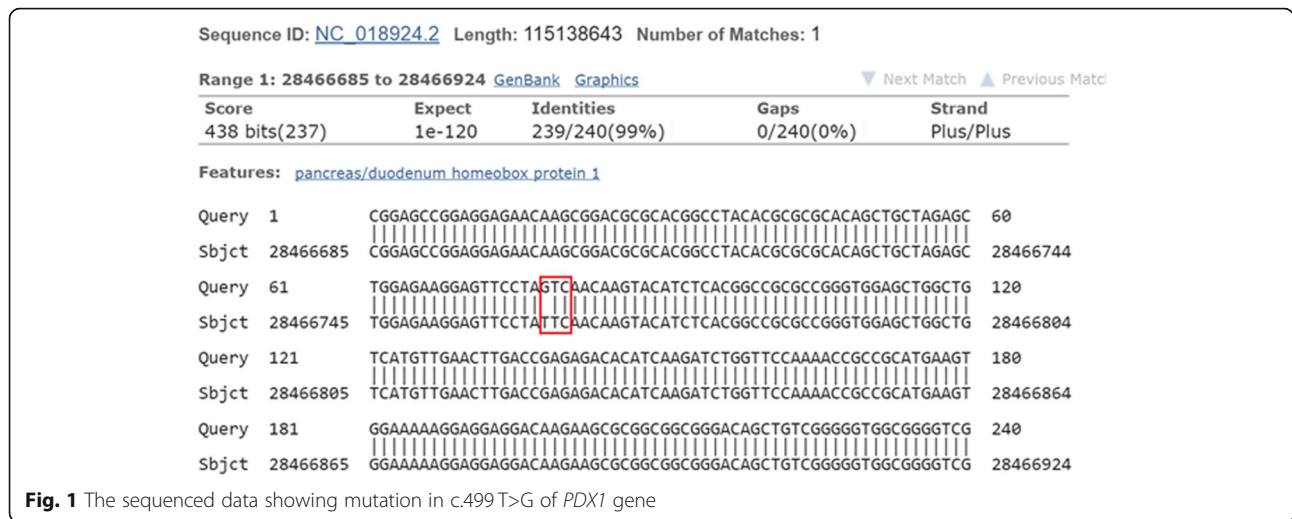 Sequence ID: NC_018924.2 Length: 115138643 Number of Matches: 1
Range 1: 28466685 to 28466924 GenBank Graphics ▼ Next Match ▲ Previous Matc
Score Expect Identities Gaps Strand
438 bits(237) 1e-120 239/240(99%) 0/240(0%) Plus/Plus
Features: pancreas/duodenum homeobox protein 1
Query 1 CGGAGCCGGAGGAGAACAAGCGGACGCGCACGGCCTACACGCGCGCACAGCTGCTAGAGC 60
Sbjct 28466685 CGGAGCCGGAGGAGAACAAGCGGACGCGCACGGCCTACACGCGCGCACAGCTGCTAGAGC 28466744
Query 61 TGGAGAAGGAGTTCCTAGTCAACAAGTACATCTCACGGCCGCGCCGGGTGGAGCTGGCTG 120
Sbjct 28466745 TGGAGAAGGAGTTCCTATTCAACAAGTACATCTCACGGCCGCGCCGGGTGGAGCTGGCTG 28466804
Query 121 TCATGTTGAACTTGACCGAGAGACACATCAAGATCTGGTTCCAAAACCGCCGCATGAAGT 180
Sbjct 28466805 TCATGTTGAACTTGACCGAGAGACACATCAAGATCTGGTTCCAAAACCGCCGCATGAAGT 28466864
Query 181 GGAAAAAGGAGGAGGACAAGAAGCGCGGCGGCGGGACAGCTGTCGGGGGTGGCGGGGTCG 240
Sbjct 28466865 GGAAAAAGGAGGAGGACAAGAAGCGCGGCGGCGGGACAGCTGTCGGGGGTGGCGGGGTCG 28466924
Fig. 1 The sequenced data showing mutation in c.499 T>G of PDX1 gene